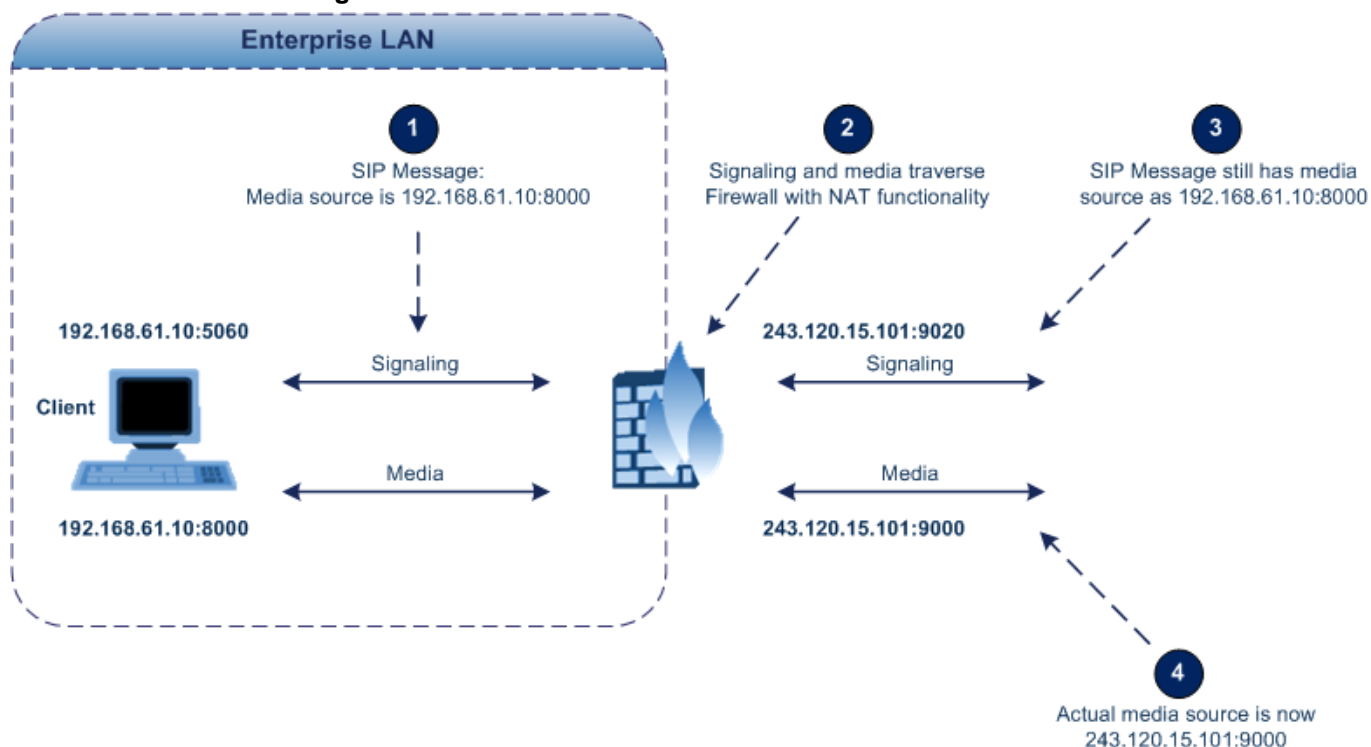 Enterprise LAN
1
SIP Message:
Media source is 192.168.61.10:8000
2
Signaling and media traverse
Firewall with NAT functionality
3
SIP Message still has media
source as 192.168.61.10:8000
192.168.61.10:5060
Signaling
243.120.15.101:9020
Signaling
Client
Media
Media
192.168.61.10:8000
243.120.15.101:9000
4
Actual media source is now
243.120.15.101:9000